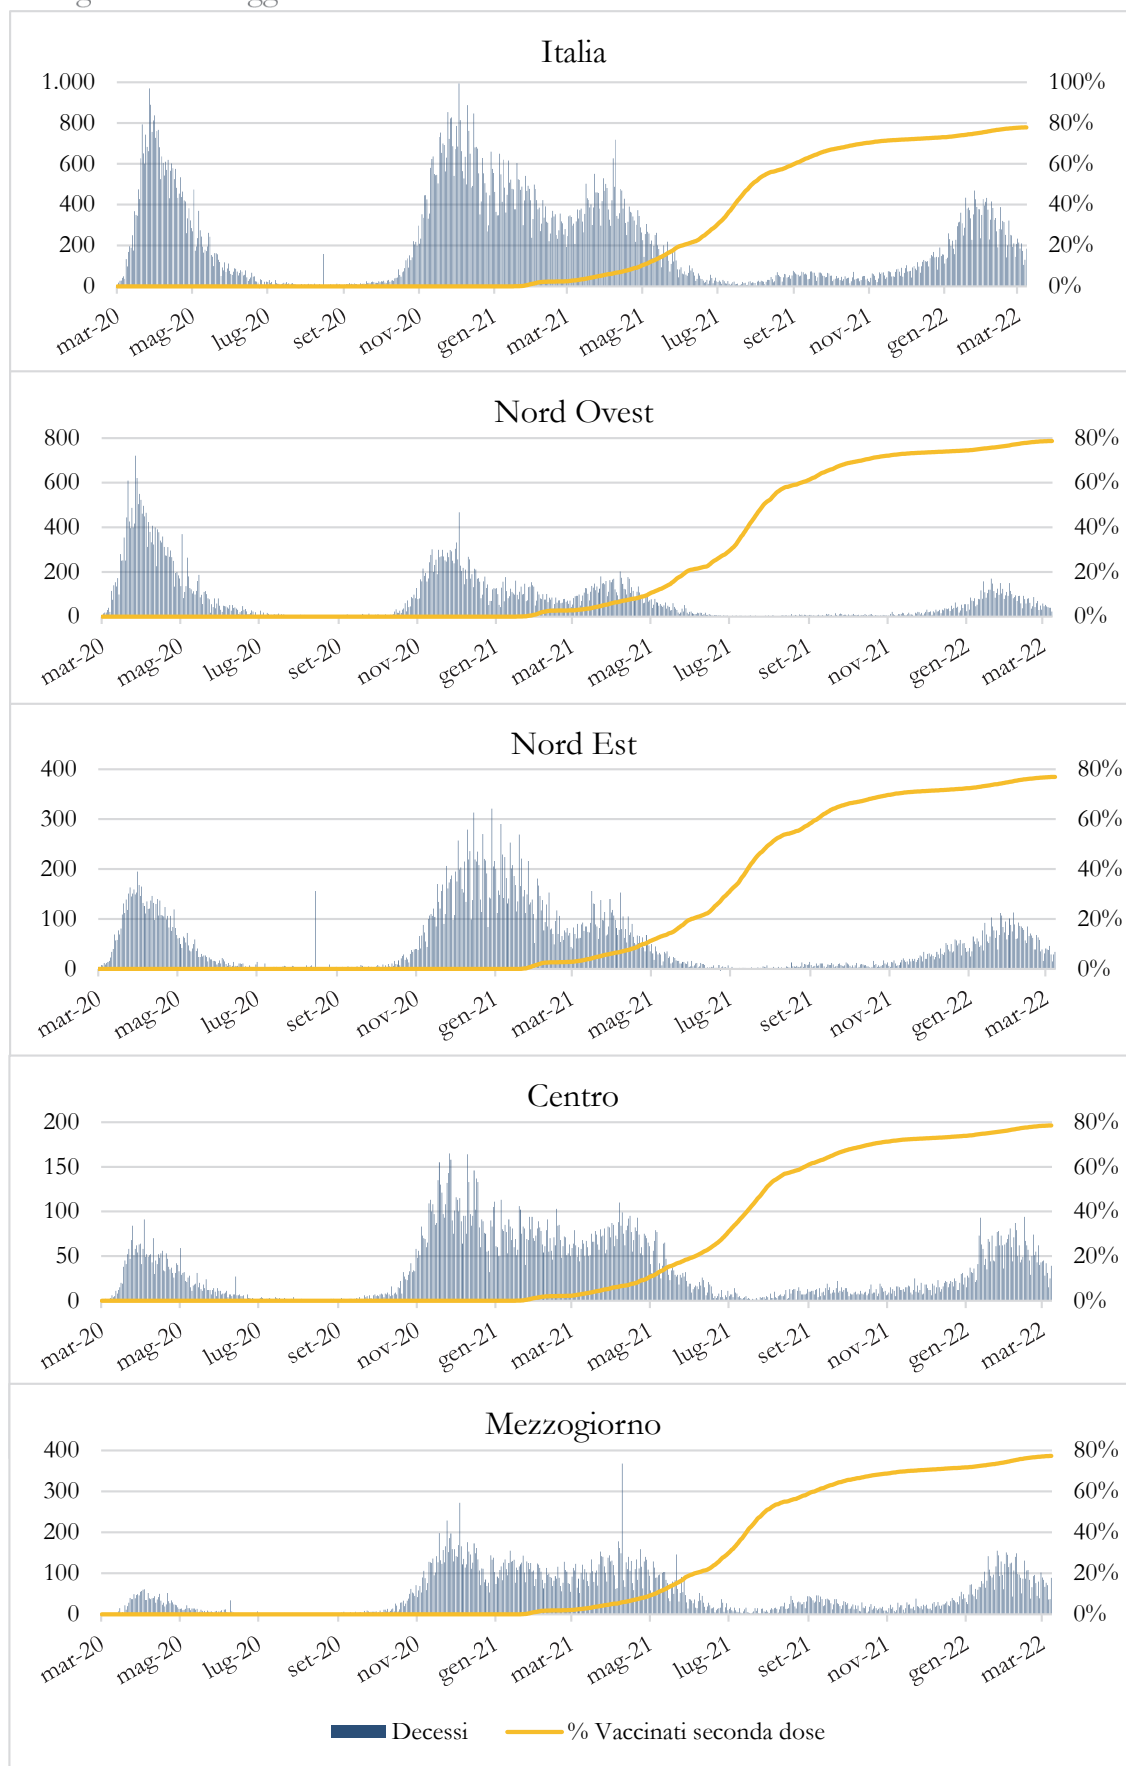 Italia
1.000 100%
800 80%
600 60%
400 40%
200 20%
0 0%
mar-20 mag-20 lug-20 set-20 nov-20 gen-21 mar-21 mag-21 lug-21 set-21 nov-21 gen-22 mar-22
Nord Ovest
800 80%
600 60%
400 40%
200 20%
0 0%
mar-20 mag-20 lug-20 set-20 nov-20 gen-21 mar-21 mag-21 lug-21 set-21 nov-21 gen-22 mar-22
Nord Est
400 80%
300 60%
200 40%
100 20%
0 0%
mar-20 mag-20 lug-20 set-20 nov-20 gen-21 mar-21 mag-21 lug-21 set-21 nov-21 gen-22 mar-22
Centro
200 80%
150 60%
100 40%
50 20%
0 0%
mar-20 mag-20 lug-20 set-20 nov-20 gen-21 mar-21 mag-21 lug-21 set-21 nov-21 gen-22 mar-22
Mezzogiorno
400 80%
300 60%
200 40%
100 20%
0 0%
mar-20 mag-20 lug-20 set-20 nov-20 gen-21 mar-21 mag-21 lug-21 set-21 nov-21 gen-22 mar-22
Decessi % Vaccinati seconda dose